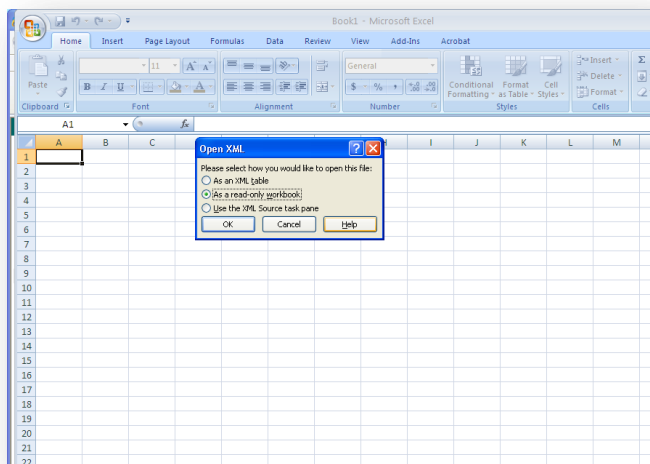 Book1 - Microsoft Excel
Home Insert Page Layout Formulas Data Review View Add-Ins Acrobat
Paste
11 A A
General
Insert
B I U A
$ % ,
Delete
Format
Conditional Formatting
Format as Table
Cell Styles
Clipboard Font Alignment Number Styles Cells
A1 fx
A B C H I J K L M
1
Open XML
2
Please select how you would like to open this file:
As an XML table
3
As a read-only workbook
4
Use the XML Source task pane
5
OK Cancel Help
6
7
8
9
10
11
12
13
14
15
16
17
18
19
20
21
22